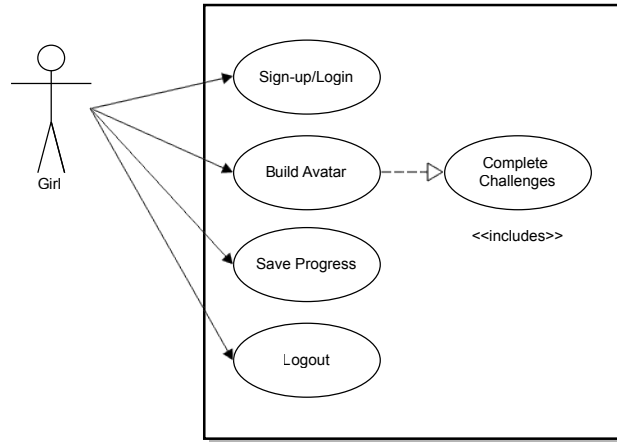 Sign-up/Login
Girl
Build Avatar
Complete
Challenges
<<includes>>
Save Progress
Logout